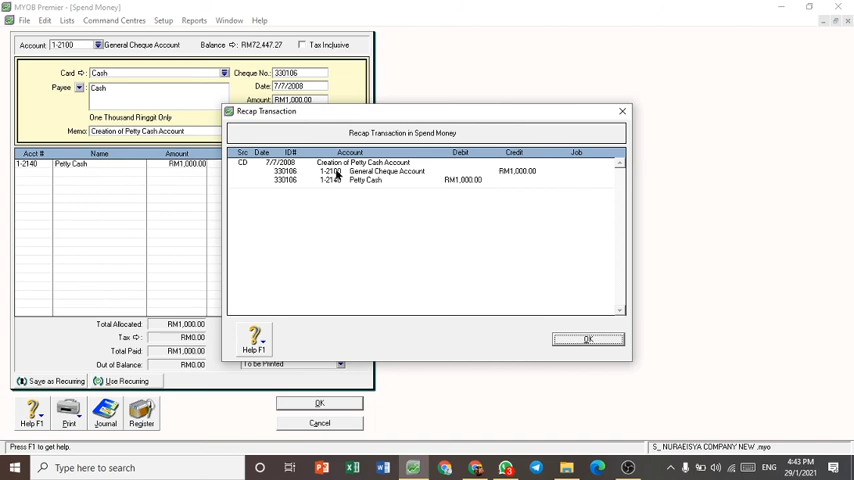 MYOB Premier - [Spend Money]
File Edit Lists Command Centres Setup Reports Window Help
Account: 1-2100 General Cheque Account Balance ⇨: RM72,447.27 Tax Inclusive
Card ⇨: Cash Cheque No.: 330106
Payee : Cash Date: 7/7/2008
Amount: RM1,000.00
One Thousand Ringgit Only
Memo: Creation of Petty Cash Account
Acct # Name Amount
1-2140 Petty Cash RM1,000.00
Total Allocated: RM1,000.00
Tax ⇨: RM0.00
Total Paid: RM1,000.00
Out of Balance: RM0.00 To be Printed
Save as Recurring Use Recurring
Help F1 Print Journal Register
OK
Cancel
Recap Transaction
Recap Transaction in Spend Money
Src Date ID# Account Debit Credit Job
CD 7/7/2008 Creation of Petty Cash Account
330106 1-2100 General Cheque Account RM1,000.00
330106 1-2140 Petty Cash RM1,000.00
Help F1
OK
Press F1 to get help. S_ NURAEISYA COMPANY NEW .myo
Type here to search
3
ENG
4:43 PM
29/1/2021